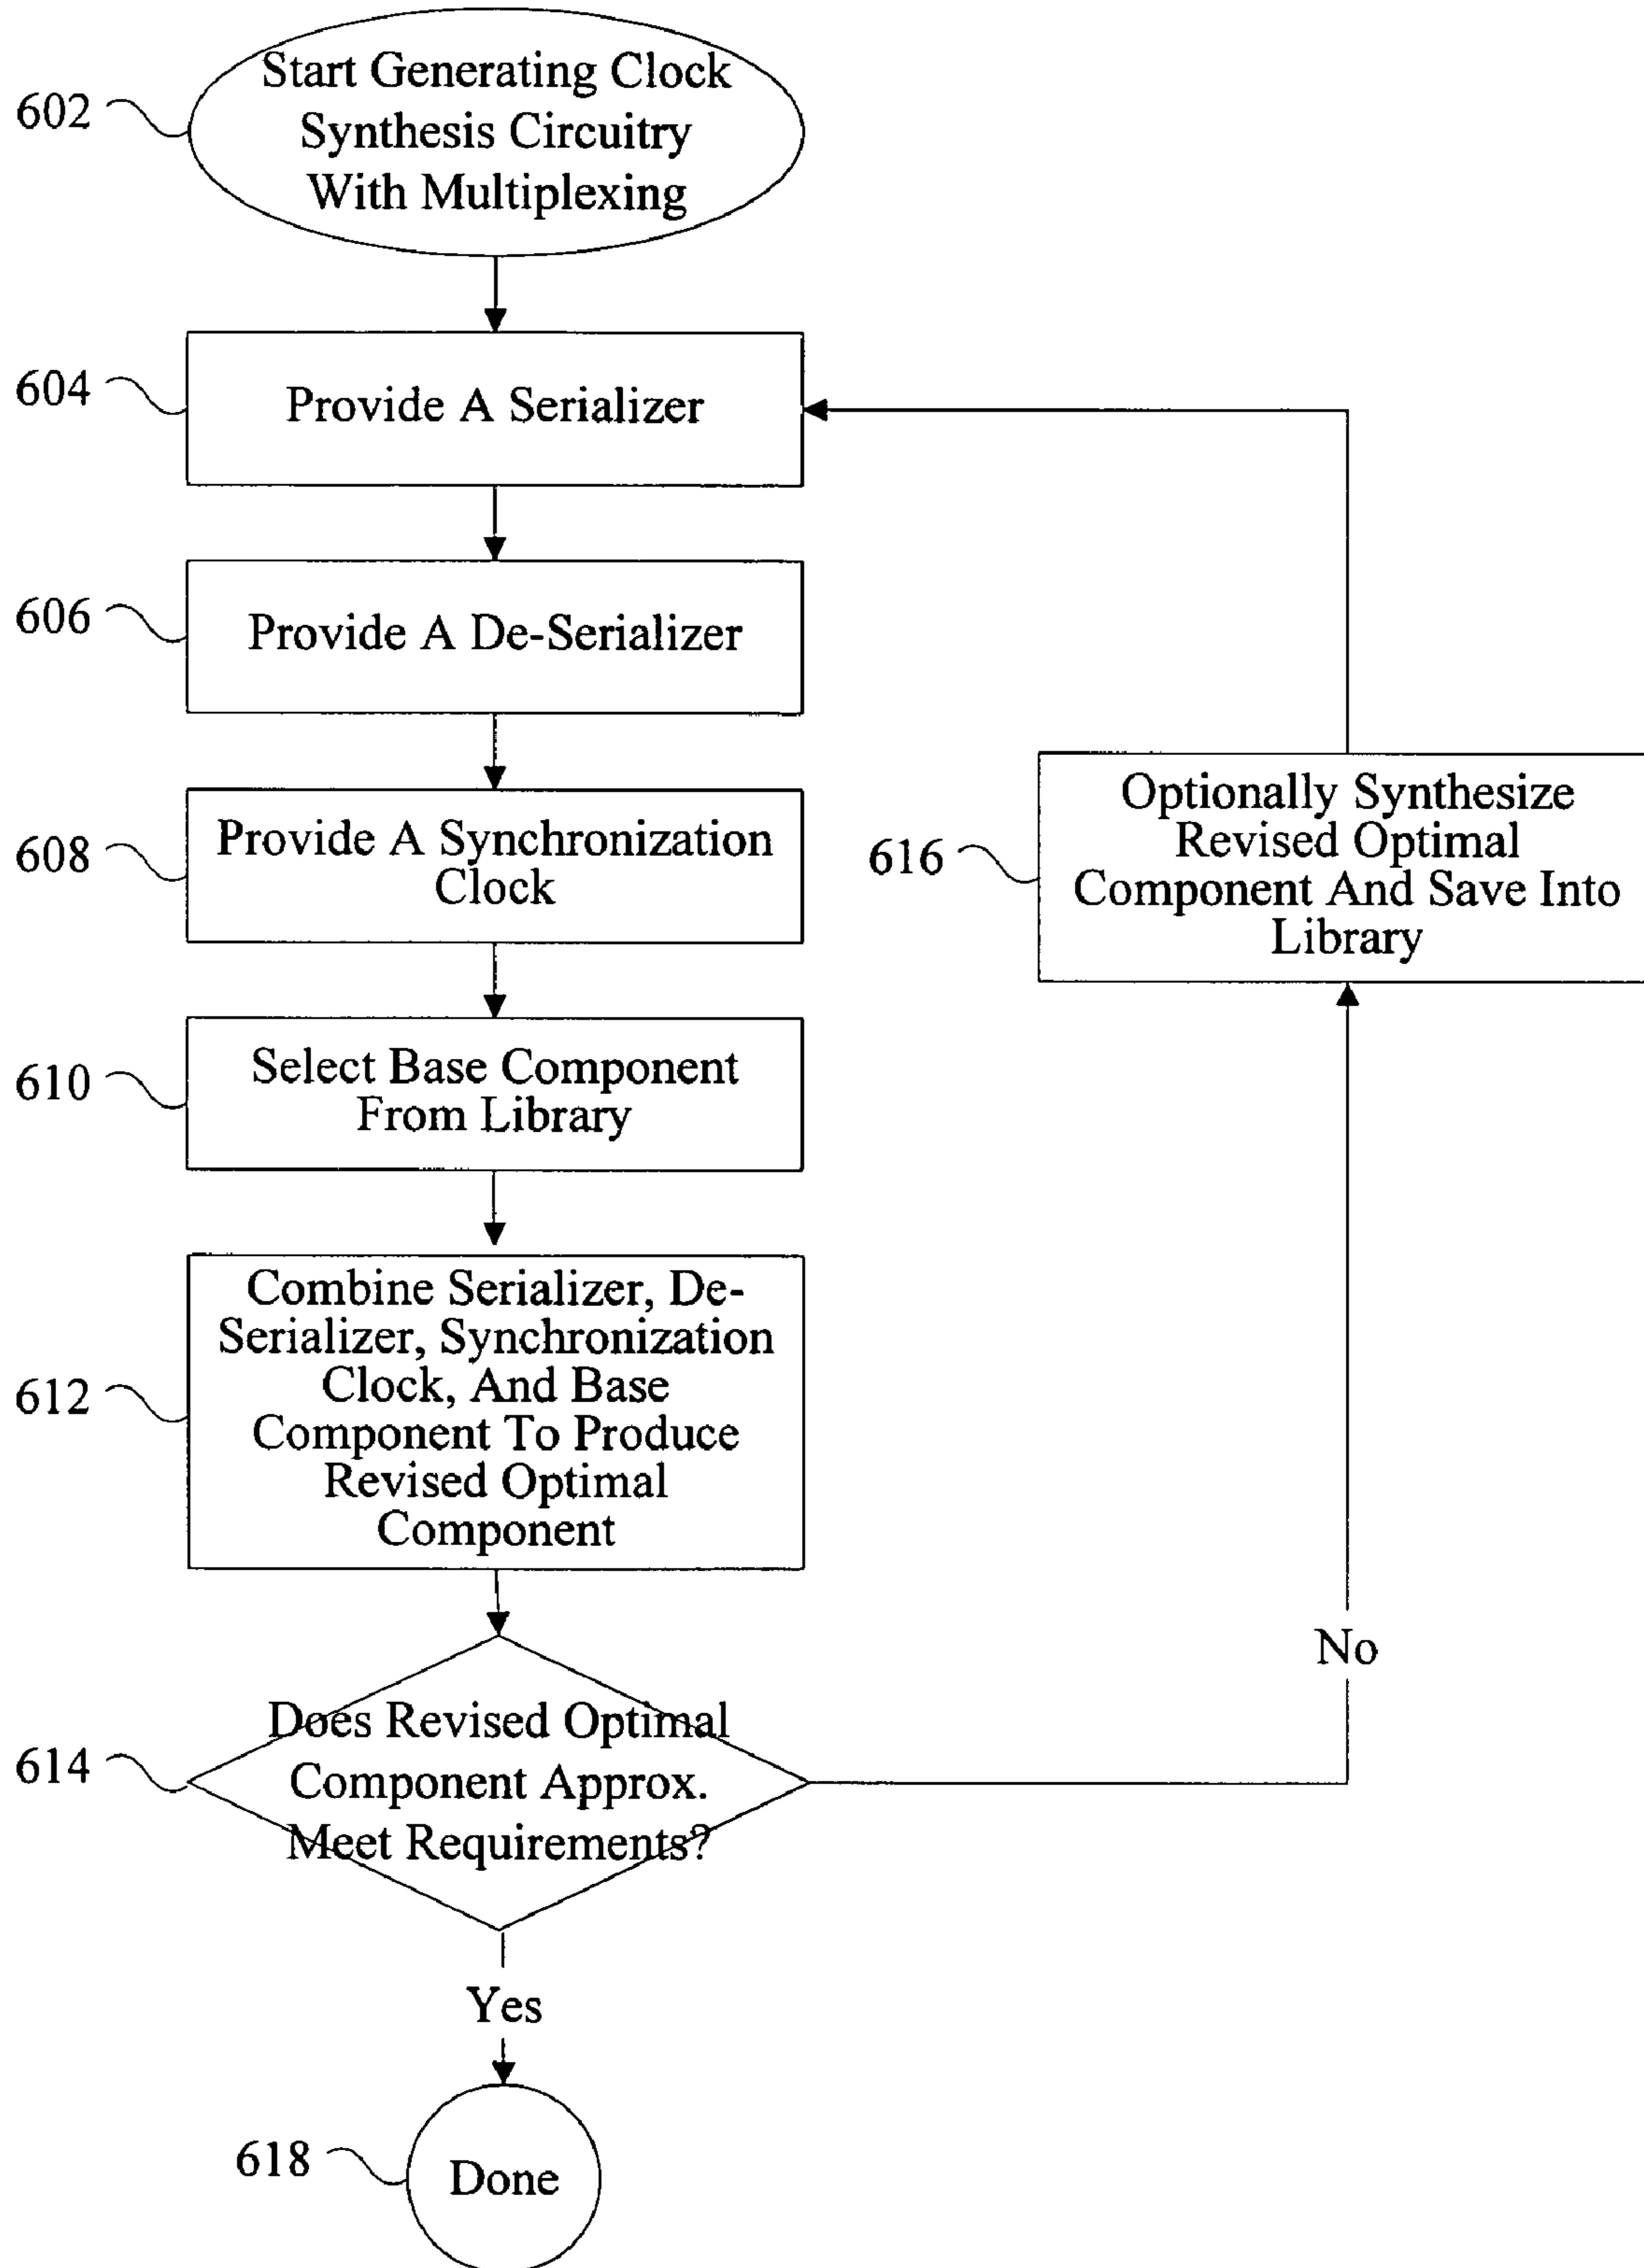 602
Start Generating Clock
Synthesis Circuitry
With Multiplexing
604
Provide A Serializer
606
Provide A De-Serializer
608
Provide A Synchronization
Clock
610
Select Base Component
From Library
612
Combine Serializer, De-
Serializer, Synchronization
Clock, And Base
Component To Produce
Revised Optimal
Component
614
Does Revised Optimal
Component Approx.
Meet Requirements?
No
616
Optionally Synthesize
Revised Optimal
Component And Save Into
Library
Yes
618
Done